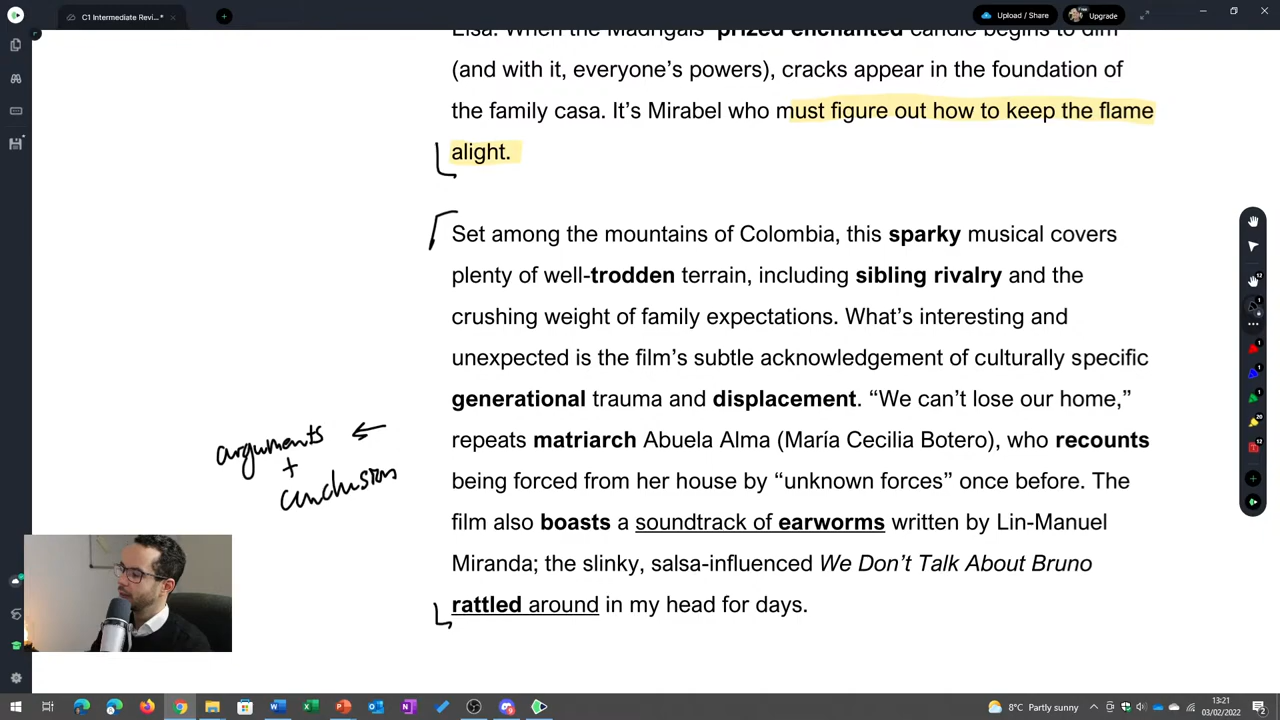 C1 Intermediate Revi...*
Upload / Share
Upgrade
Elsa. When the Madrigals' prized enchanted candle begins to dim
(and with it, everyone's powers), cracks appear in the foundation of
the family casa. It's Mirabel who must figure out how to keep the flame
alight.
Set among the mountains of Colombia, this sparky musical covers
plenty of well-trodden terrain, including sibling rivalry and the
crushing weight of family expectations. What's interesting and
unexpected is the film's subtle acknowledgement of culturally specific
generational trauma and displacement. “We can't lose our home,”
repeats matriarch Abuela Alma (María Cecilia Botero), who recounts
being forced from her house by “unknown forces” once before. The
film also boasts a soundtrack of earworms written by Lin-Manuel
Miranda; the slinky, salsa-influenced We Don't Talk About Bruno
rattled around in my head for days.
arguments ←
+
conclusion
8°C Partly sunny
13:21
03/02/2022